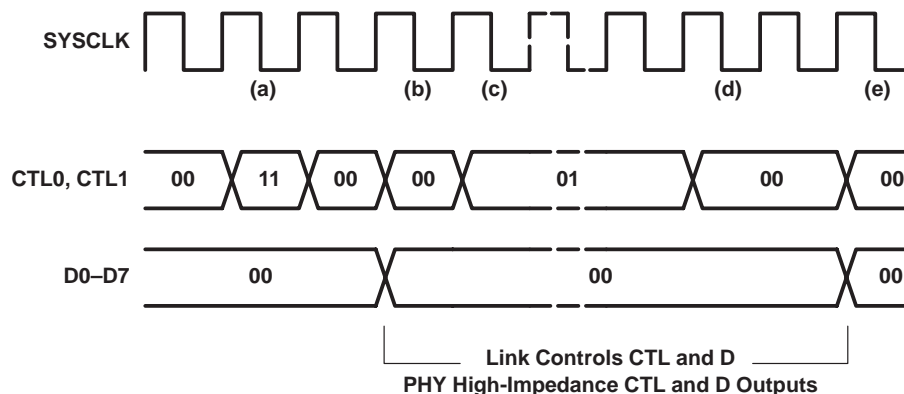 SYSCLK
(a) (b) (c) (d) (e)
CTL0, CTL1 00 11 00 00 01 00 00
D0–D7 00 00 00
Link Controls CTL and D
PHY High-Impedance CTL and D Outputs